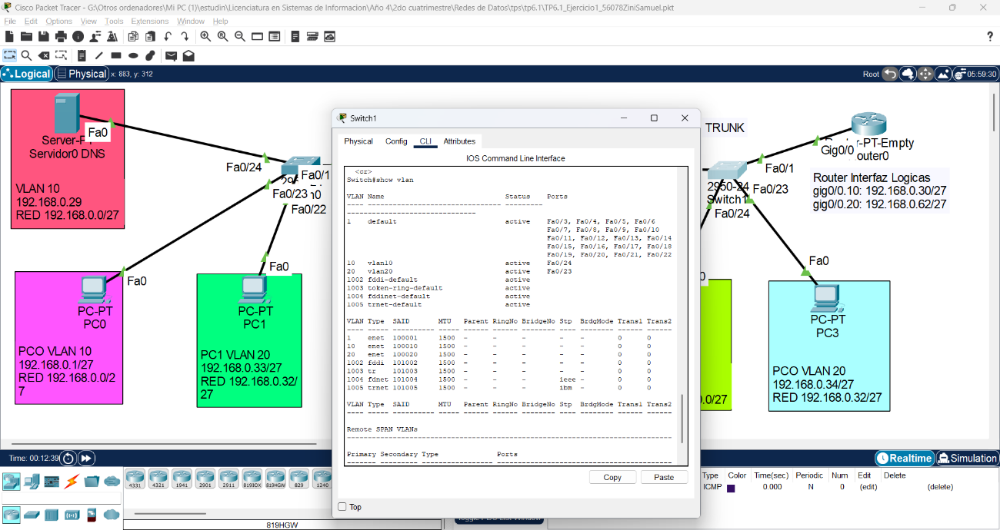 Cisco Packet Tracer - G:\Otros ordenadores\Mi PC (1)\estudin\Licenciatura en Sistemas de Informacion\Año 4\2do cuatrimestre\Redes de Datos\tps\tp6.1\TP6.1_Ejercicio1_56078ZiniSamuel.pkt
File Edit Options View Tools Extensions Window Help
Logical Physical x: 883, y: 312
Root 05:59:30
Fa0
Server-PT
Servidor0 DNS
VLAN 10
192.168.0.29
RED 192.168.0.0/27
Fa0/24
Fa0/1
Fa0/23
Fa0/22
Fa0
PC-PT
PC0
PCO VLAN 10
192.168.0.1/27
RED 192.168.0.0/2
7
Fa0
PC-PT
PC1
PC1 VLAN 20
192.168.0.33/27
RED 192.168.0.32/
27
Switch1
Physical Config CLI Attributes
IOS Command Line Interface
<cr>
Switch#show vlan
VLAN Name Status Ports
---- -------------------------------- ---------
-------------------------------
1 default active Fa0/3, Fa0/4, Fa0/5, Fa0/6
Fa0/7, Fa0/8, Fa0/9, Fa0/10
Fa0/11, Fa0/12, Fa0/13, Fa0/14
Fa0/15, Fa0/16, Fa0/17, Fa0/18
Fa0/19, Fa0/20, Fa0/21, Fa0/22
10 vlan10 active Fa0/24
20 vlan20 active Fa0/23
1002 fddi-default active
1003 token-ring-default active
1004 fddinet-default active
1005 trnet-default active
VLAN Type SAID MTU Parent RingNo BridgeNo Stp BrdgMode Trans1 Trans2
---- ----- ---------- ----- ------ ------ -------- ---- -------- ------ ------
1 enet 100001 1500 - - - - - 0 0
10 enet 100010 1500 - - - - - 0 0
20 enet 100020 1500 - - - - - 0 0
1002 fddi 101002 1500 - - - - - 0 0
1003 tr 101003 1500 - - - - - 0 0
1004 fdnet 101004 1500 - - - ieee - 0 0
1005 trnet 101005 1500 - - - ibm - 0 0
VLAN Type SAID MTU Parent RingNo BridgeNo Stp BrdgMode Trans1 Trans2
---- ----- ---------- ----- ------ ------ -------- ---- -------- ------ ------
Remote SPAN VLANs
------------------------------------------------------------------------------
Primary Secondary Type Ports
------- --------- ----------------- ------------------------------------------
Copy Paste
Top
TRUNK
-PT-Empty
outer0
Gig0/0
Fa0/1
2950-24
Switch1
Fa0/23
Fa0/24
Router Interfaz Logicas
gig0/0.10: 192.168.0.30/27
gig0/0.20: 192.168.0.62/27
.0/27
Fa0
PC-PT
PC3
PCO VLAN 20
192.168.0.34/27
RED 192.168.0.32/27
Time: 00:12:39
Realtime Simulation
4331 4321 1941 2901 2911 819IOX 819HGW 829 1240
819HGW
Type Color Time(sec) Periodic Num Edit Delete
ICMP 0.000 N 0 (edit) (delete)